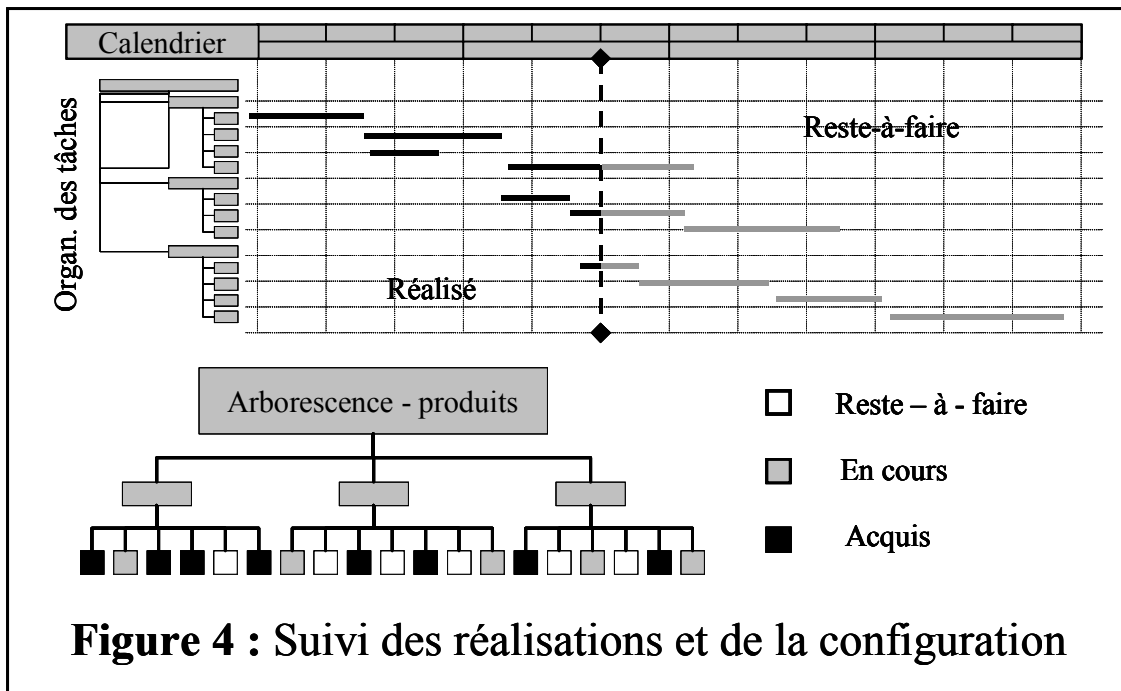 Calendrier
Organ. des tâches
Reste-à-faire
Réalisé
Arborescence - produits
Reste – à - faire
En cours
Acquis
Figure 4 : Suivi des réalisations et de la configuration